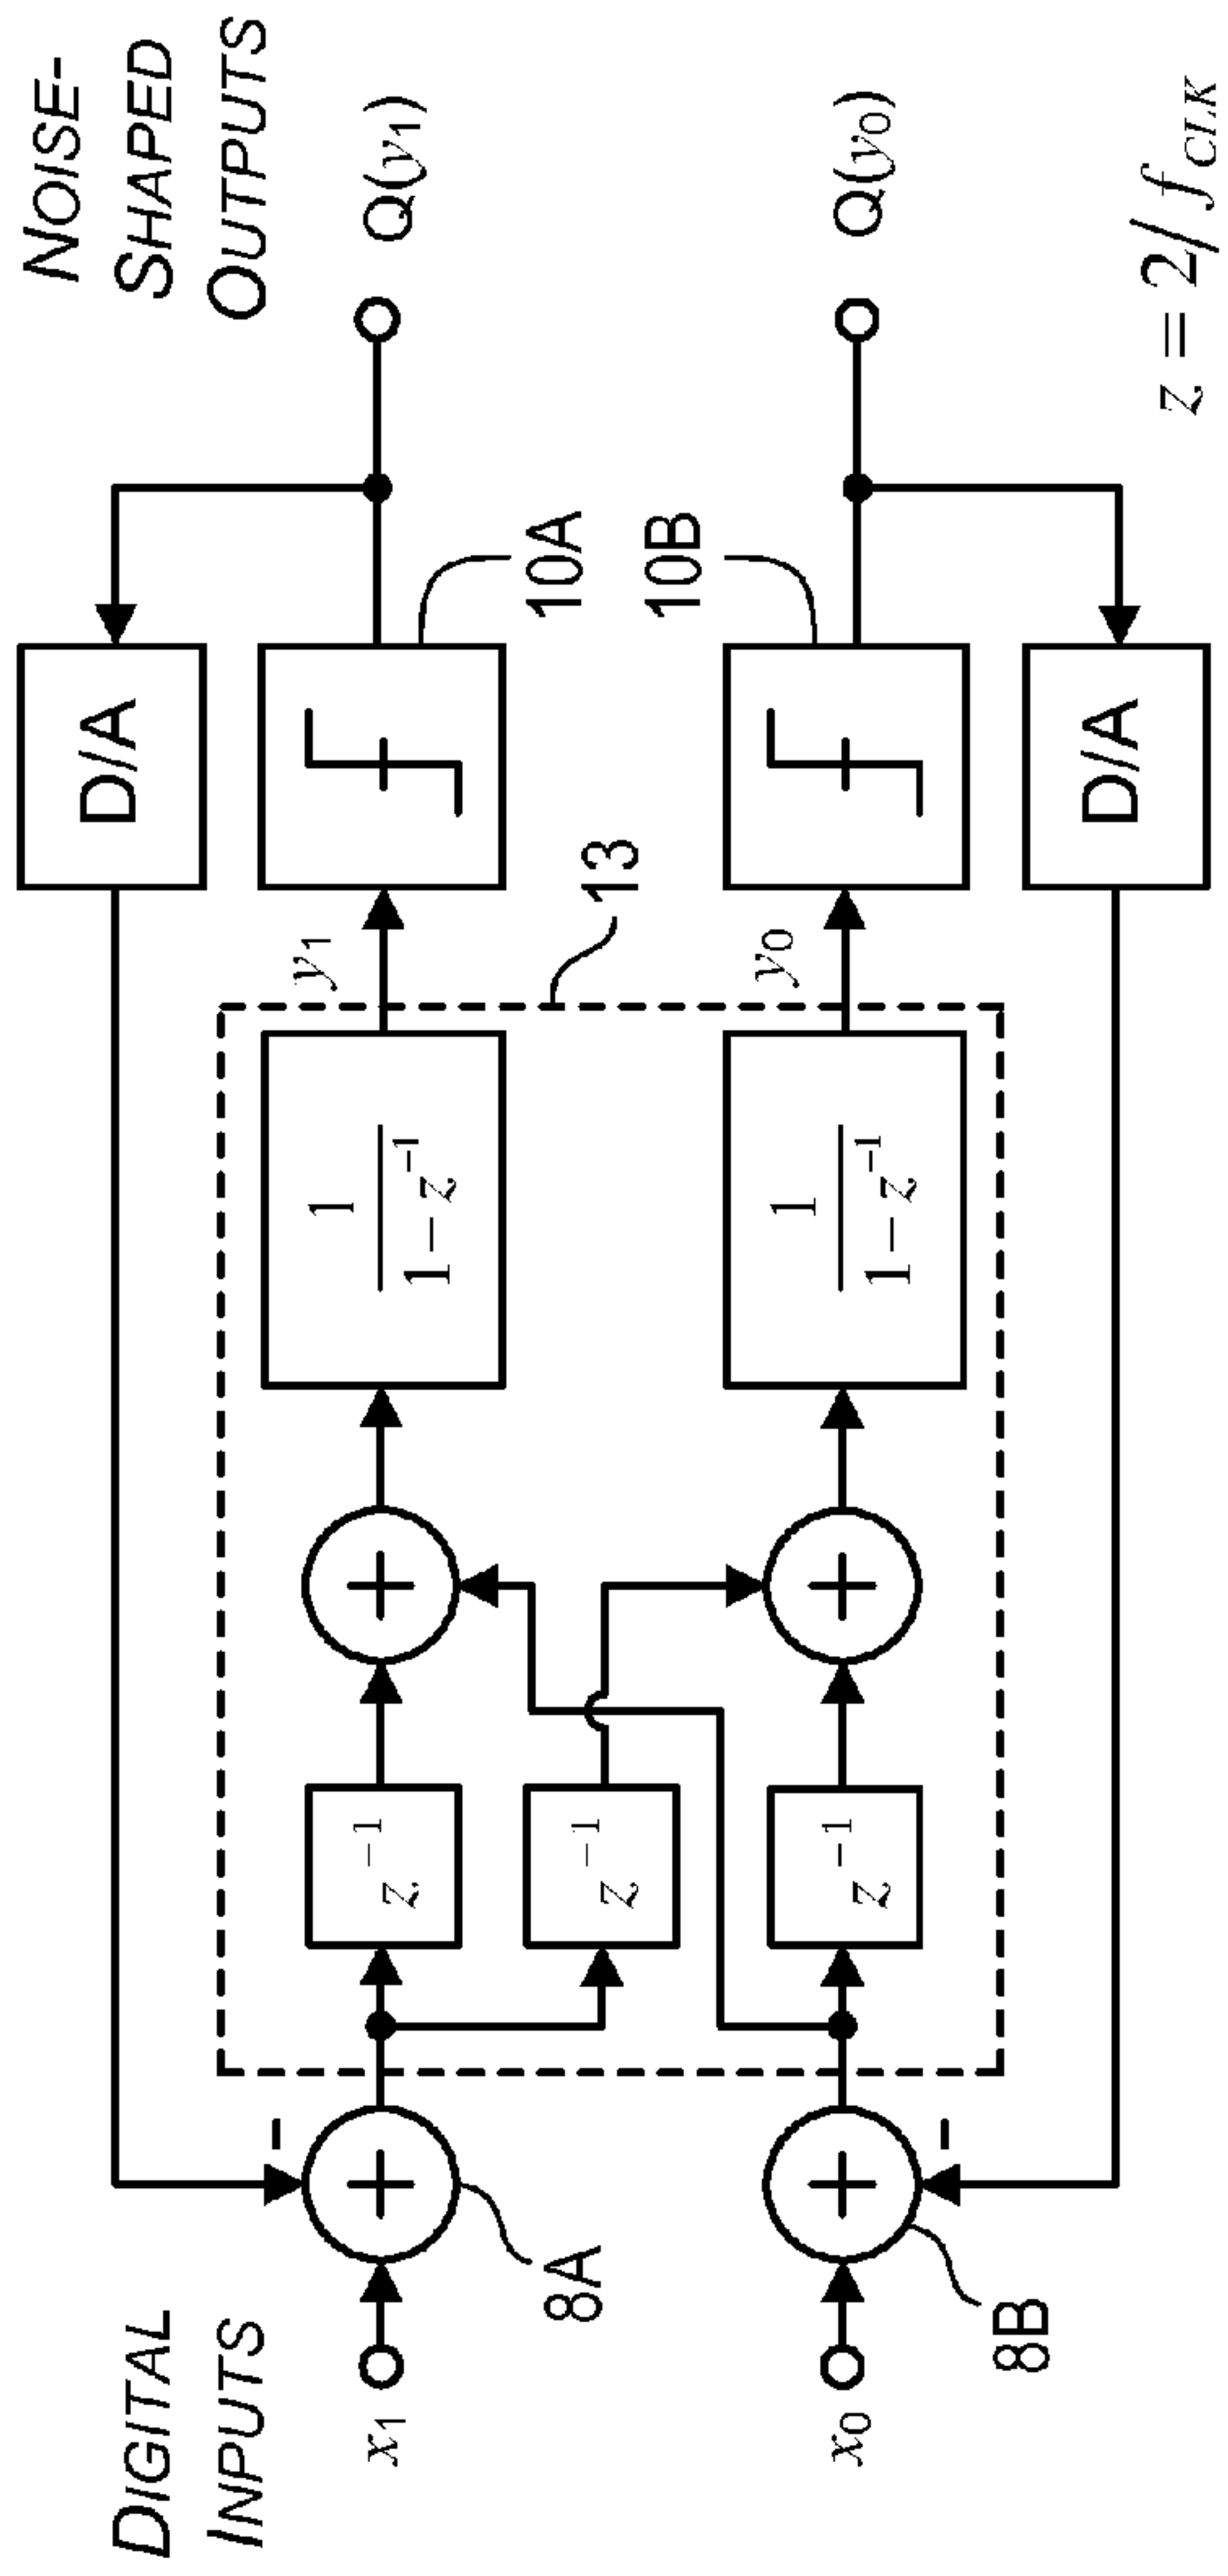 DIGITAL
INPUTS
NOISE-
SHAPED
OUTPUTS
D/A
x₁
8A
z⁻¹
1
1 − z⁻¹
y₁
10A
Q(y₁)
z⁻¹
13
x₀
8B
z⁻¹
1
1 − z⁻¹
y₀
10B
Q(y₀)
D/A
z = 2/f_CLK